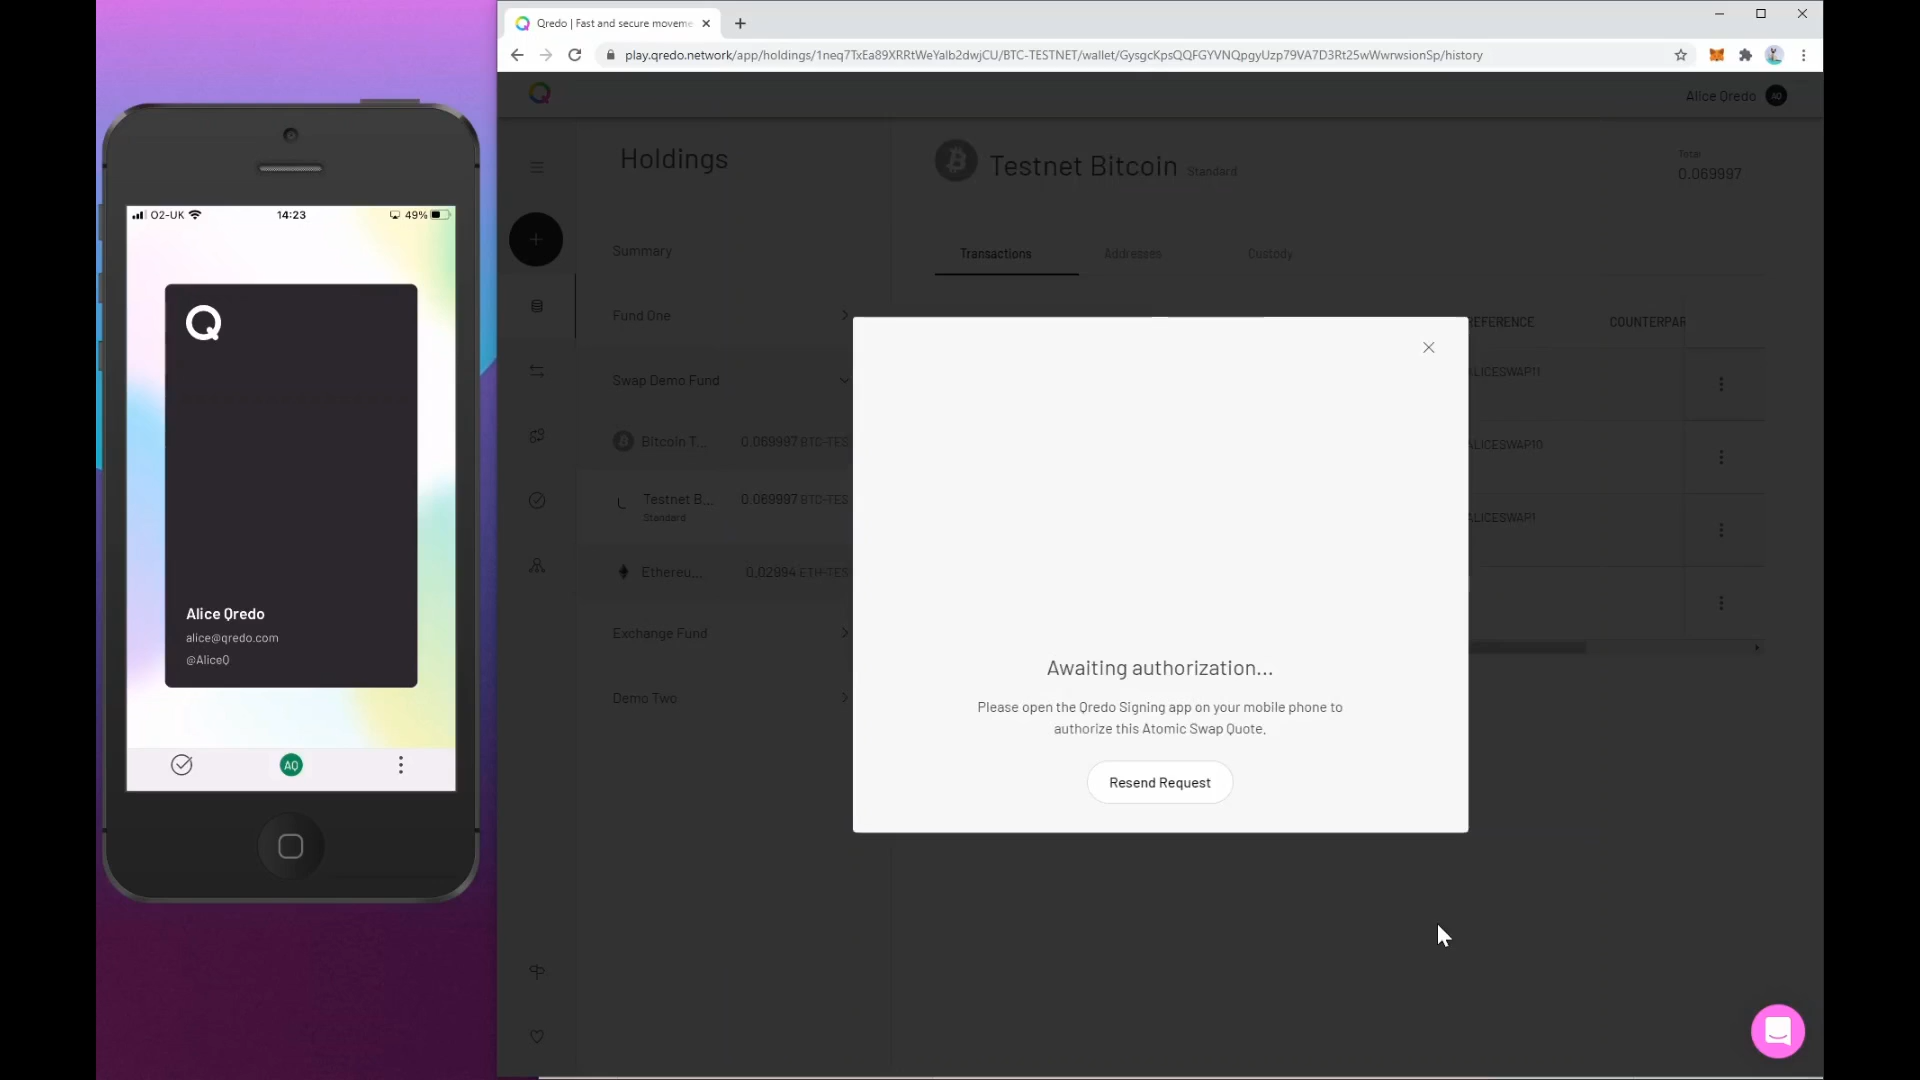 O2-UK
14:23
49%
Alice Qredo
alice@qredo.com
@AliceQ
AQ
Qredo | Fast and secure moveme
play.qredo.network/app/holdings/1neq7TxEa89XRRtWeYalb2dwjCU/BTC-TESTNET/wallet/GysgcKpsQQFGYVNQpgyUzp79VA7D3Rt25wWwrwsionSp/history
Alice Qredo
AQ
Holdings
Summary
Fund One
Swap Demo Fund
Bitcoin T...
0.069997 BTC-TES
Testnet B...
0.069997 BTC-TES
Standard
Ethereu...
0.02994 ETH-TES
Exchange Fund
Demo Two
Testnet Bitcoin
Standard
Total
0.069997
Transactions
Addresses
Custody
EFERENCE
COUNTERPAR
LICESWAP11
ALICESWAP10
LICESWAP1
Awaiting authorization...
Please open the Qredo Signing app on your mobile phone to
authorize this Atomic Swap Quote.
Resend Request